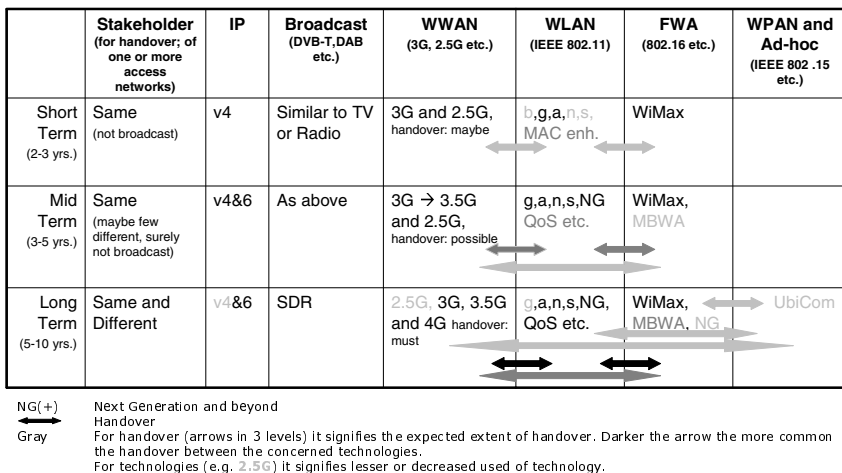 Stakeholder
(for handover; of
one or more
access
networks)
IP
Broadcast
(DVB-T,DAB
etc.)
WWAN
(3G, 2.5G etc.)
WLAN
(IEEE 802.11)
FWA
(802.16 etc.)
WPAN and
Ad-hoc
(IEEE 802 .15
etc.)
Short
Term
(2-3 yrs.)
Same
(not broadcast)
v4
Similar to TV
or Radio
3G and 2.5G,
handover: maybe
b,g,a,n,s,
MAC enh.
WiMax
Mid
Term
(3-5 yrs.)
Same
(maybe few
different, surely
not broadcast)
v4&6
As above
3G → 3.5G
and 2.5G,
handover: possible
g,a,n,s,NG
QoS etc.
WiMax,
MBWA
Long
Term
(5-10 yrs.)
Same and
Different
v4&6
SDR
2.5G, 3G, 3.5G
and 4G handover:
must
g,a,n,s,NG,
QoS etc.
WiMax,
MBWA, NG
UbiCom
NG(+) Next Generation and beyond
Handover
Gray For handover (arrows in 3 levels) it signifies the expected extent of handover. Darker the arrow the more common
the handover between the concerned technologies.
For technologies (e.g. 2.5G) it signifies lesser or decreased used of technology.